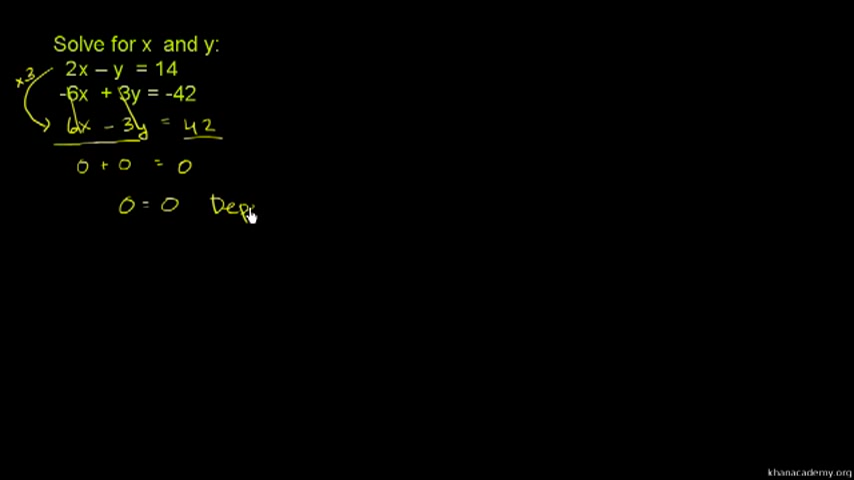 Solve for x and y:
x3
2x – y = 14
-6x + 3y = -42
6x - 3y = 42
0 + 0 = 0
0 = 0 Dep
khanacademy.org